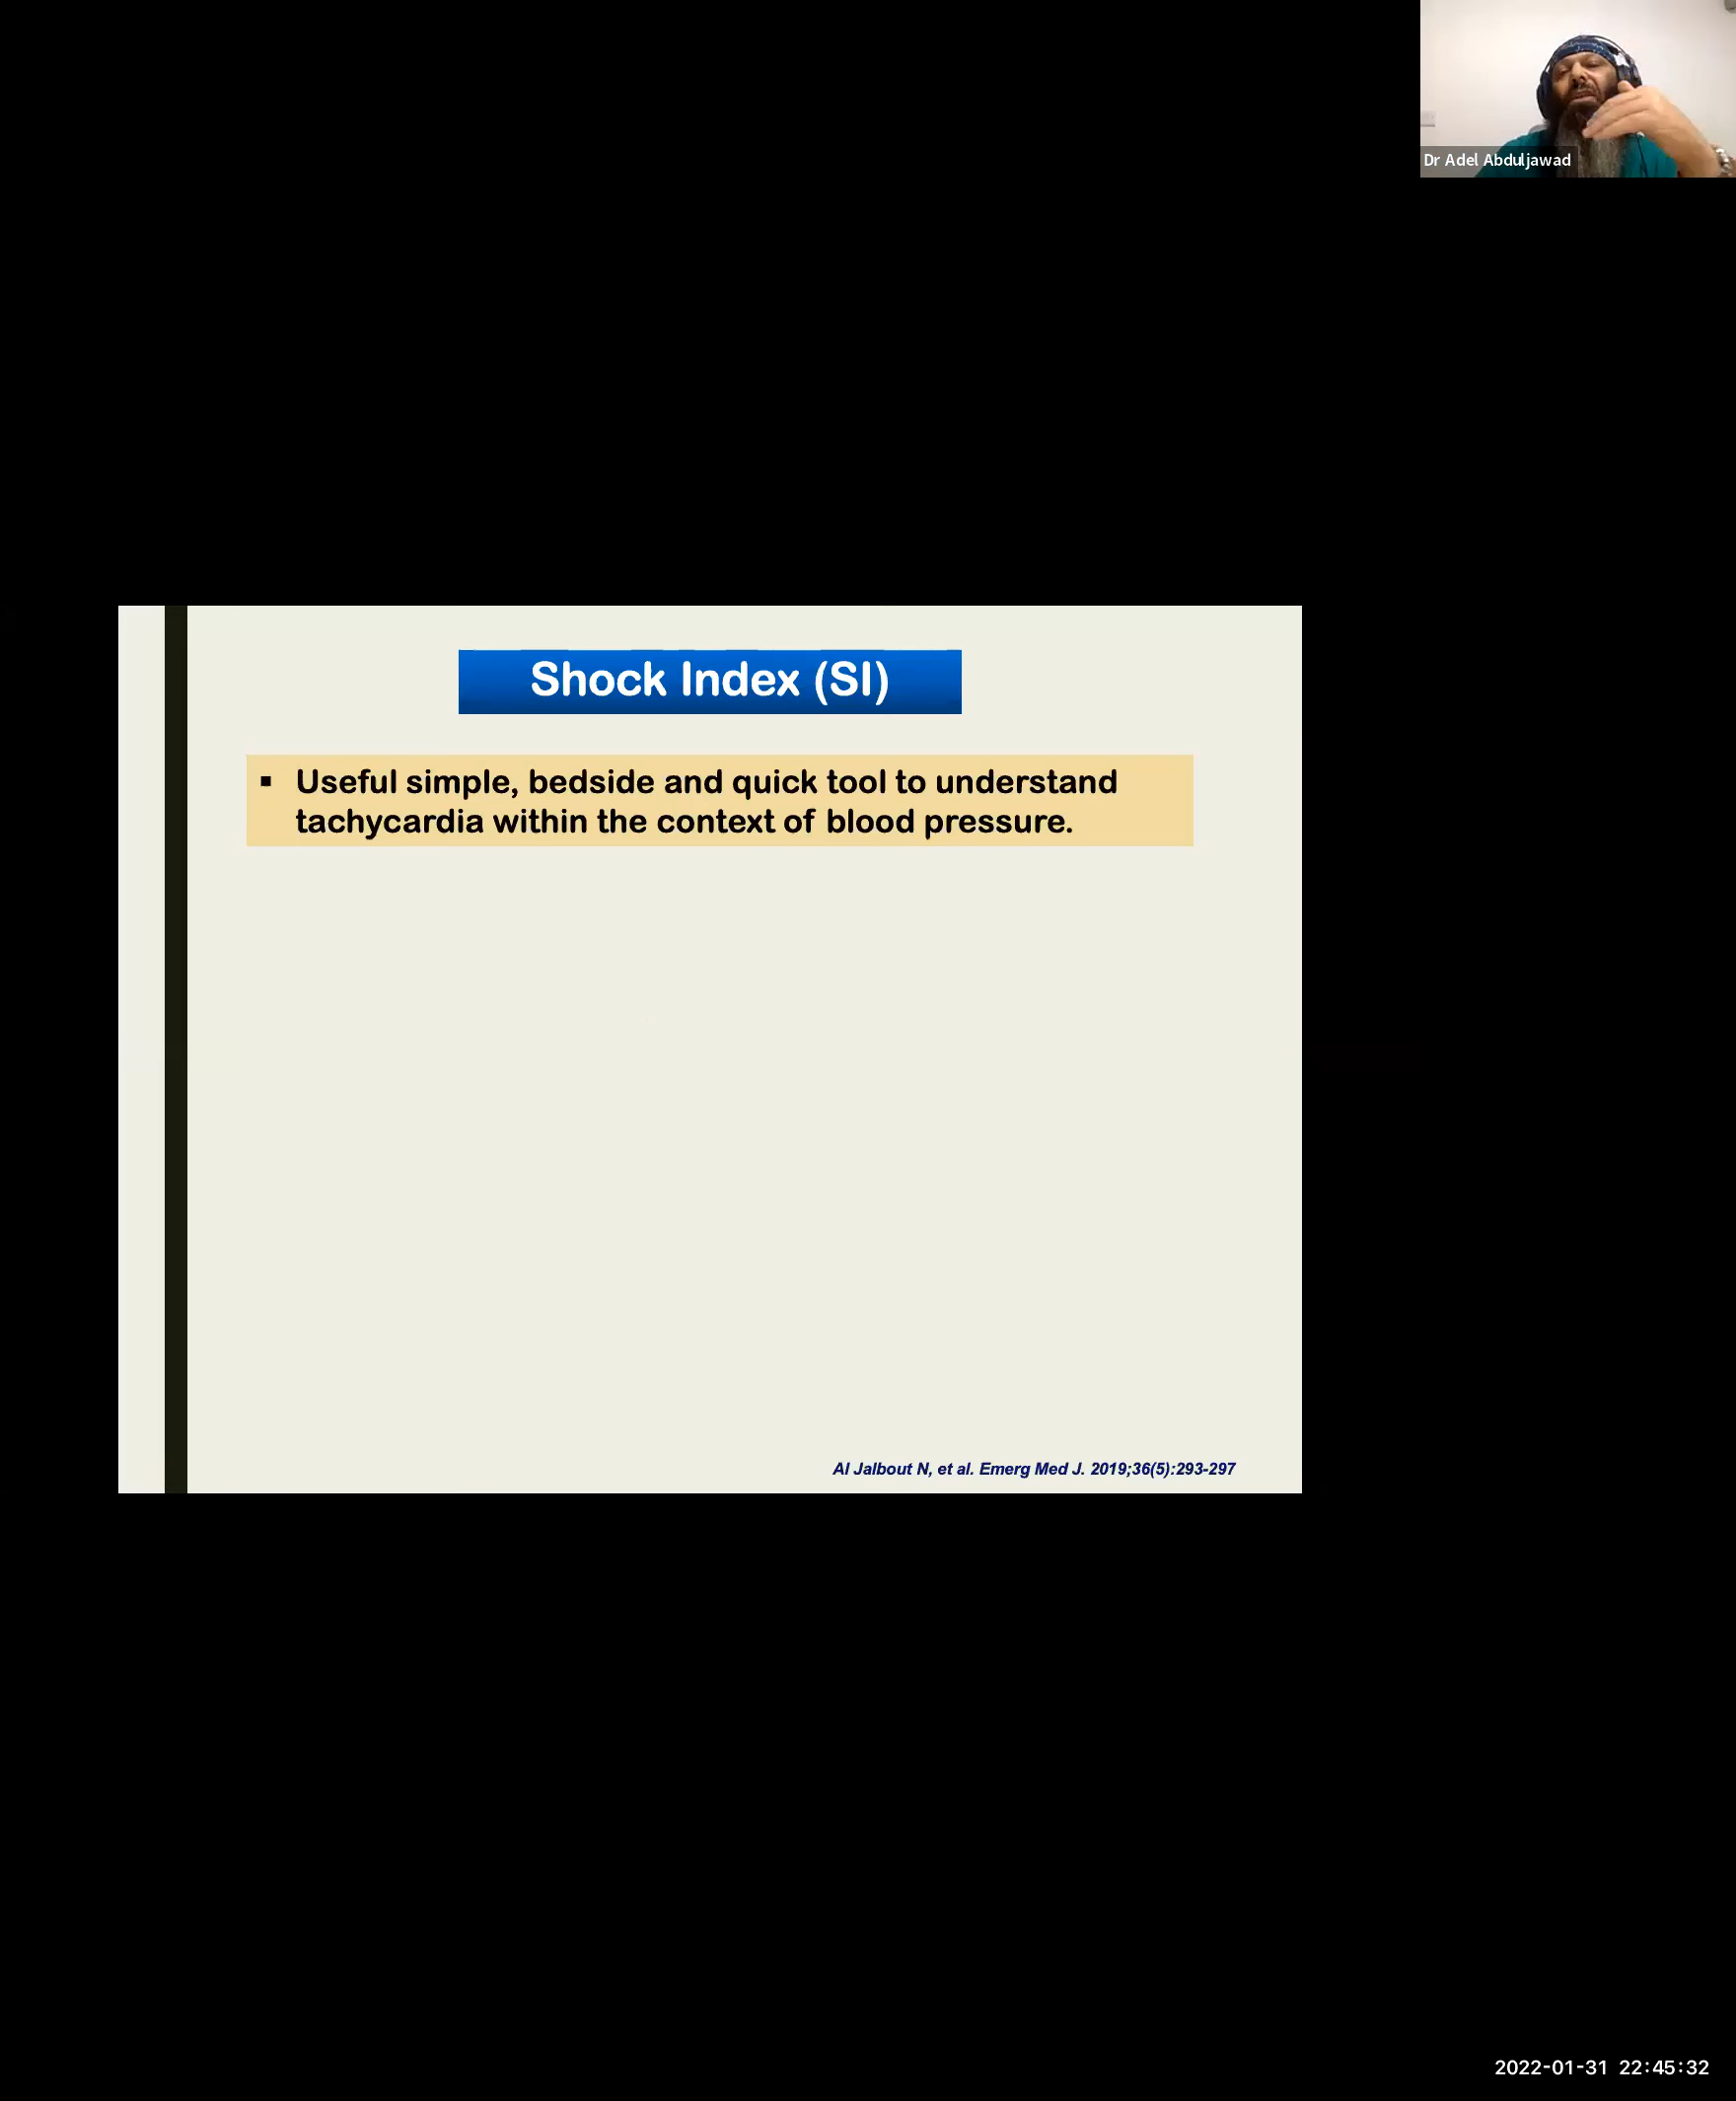 Dr Adel Abduljawad
Shock Index (SI)
▪ Useful simple, bedside and quick tool to understand
tachycardia within the context of blood pressure.
Al Jalbout N, et al. Emerg Med J. 2019;36(5):293-297
2022-01-31 22:45:32